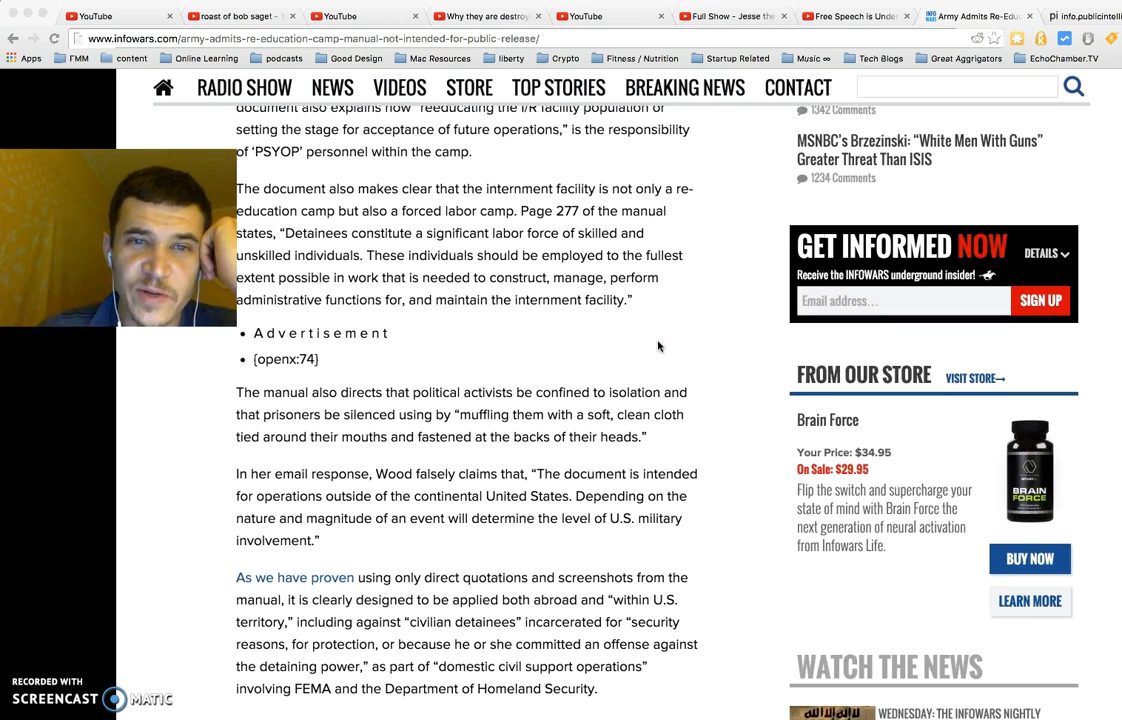 YouTube
roast of bob saget - Y
YouTube
Why they are destroy
YouTube
Full Show - Jesse the
Free Speech is Under
Army Admits Re-Educ
pi info.publicintelli
www.infowars.com/army-admits-re-education-camp-manual-not-intended-for-public-release/
Apps
FMM
content
Online Learning
podcasts
Good Design
Mac Resources
liberty
Crypto
Fitness / Nutrition
Startup Related
Music ∞
Tech Blogs
Great Aggrigators
EchoChamber.TV
RADIO SHOW
NEWS
VIDEOS
STORE
TOP STORIES
BREAKING NEWS
CONTACT
document also explains how “reeducating the I/R facility population or
setting the stage for acceptance of future operations,” is the responsibility
of ‘PSYOP’ personnel within the camp.
The document also makes clear that the internment facility is not only a re-
education camp but also a forced labor camp. Page 277 of the manual
states, “Detainees constitute a significant labor force of skilled and
unskilled individuals. These individuals should be employed to the fullest
extent possible in work that is needed to construct, manage, perform
administrative functions for, and maintain the internment facility.”
• A d v e r t i s e m e n t
• {openx:74}
The manual also directs that political activists be confined to isolation and
that prisoners be silenced using by “muffling them with a soft, clean cloth
tied around their mouths and fastened at the backs of their heads.”
In her email response, Wood falsely claims that, “The document is intended
for operations outside of the continental United States. Depending on the
nature and magnitude of an event will determine the level of U.S. military
involvement.”
As we have proven using only direct quotations and screenshots from the
manual, it is clearly designed to be applied both abroad and “within U.S.
territory,” including against “civilian detainees” incarcerated for “security
reasons, for protection, or because he or she committed an offense against
the detaining power,” as part of “domestic civil support operations”
involving FEMA and the Department of Homeland Security.
1342 Comments
MSNBC’s Brzezinski: “White Men With Guns”
Greater Threat Than ISIS
1234 Comments
GET INFORMED NOW
DETAILS
Receive the INFOWARS underground insider!
Email address...
SIGN UP
FROM OUR STORE
VISIT STORE→
Brain Force
Your Price: $34.95
On Sale: $29.95
Flip the switch and supercharge your
state of mind with Brain Force the
next generation of neural activation
from Infowars Life.
BRAIN
FORCE
BUY NOW
LEARN MORE
WATCH THE NEWS
WEDNESDAY: THE INFOWARS NIGHTLY
RECORDED WITH
SCREENCAST MATIC